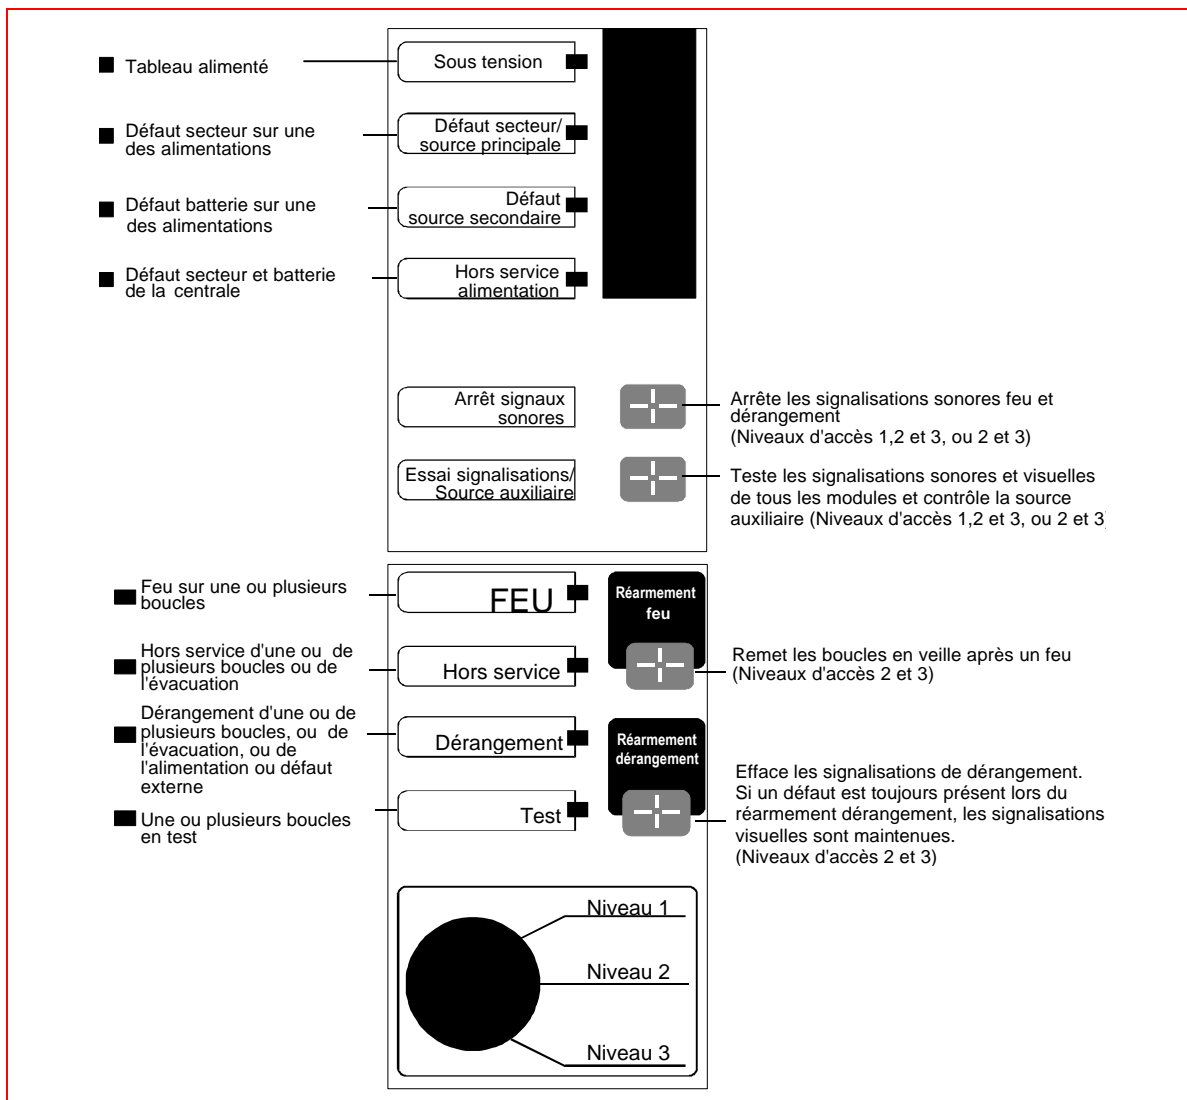 Tableau alimenté
Sous tension
Défaut secteur sur une
des alimentations
Défaut secteur/
source principale
Défaut batterie sur une
des alimentations
Défaut
source secondaire
Défaut secteur et batterie
de la centrale
Hors service
alimentation
Arrêt signaux
sonores
Arrête les signalisations sonores feu et
dérangement
(Niveaux d'accès 1,2 et 3, ou 2 et 3)
Essai signalisations/
Source auxiliaire
Teste les signalisations sonores et visuelles
de tous les modules et contrôle la source
auxiliaire (Niveaux d'accès 1,2 et 3, ou 2 et 3)
Feu sur une ou plusieurs
boucles
FEU
Réarmement
feu
Hors service d'une ou de
plusieurs boucles ou de
l'évacuation
Hors service
Remet les boucles en veille après un feu
(Niveaux d'accès 2 et 3)
Dérangement d'une ou de
plusieurs boucles, ou de
l'évacuation, ou de
l'alimentation ou défaut
externe
Dérangement
Réarmement
dérangement
Efface les signalisations de dérangement.
Si un défaut est toujours présent lors du
réarmement dérangement, les signalisations
visuelles sont maintenues.
(Niveaux d'accès 2 et 3)
Une ou plusieurs boucles
en test
Test
Niveau 1
Niveau 2
Niveau 3